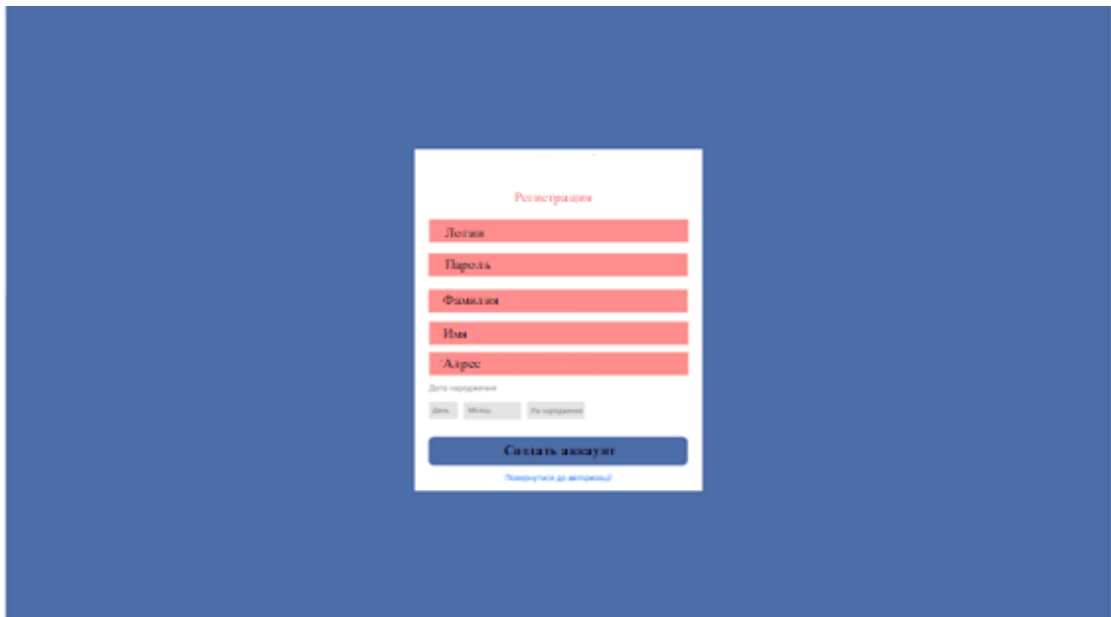 Регистрация
Логин
Пароль
Фамилия
Имя
Адрес
Дата народження
День Місяць Рік народження
Создать аккаунт
Повернутися до авторизації